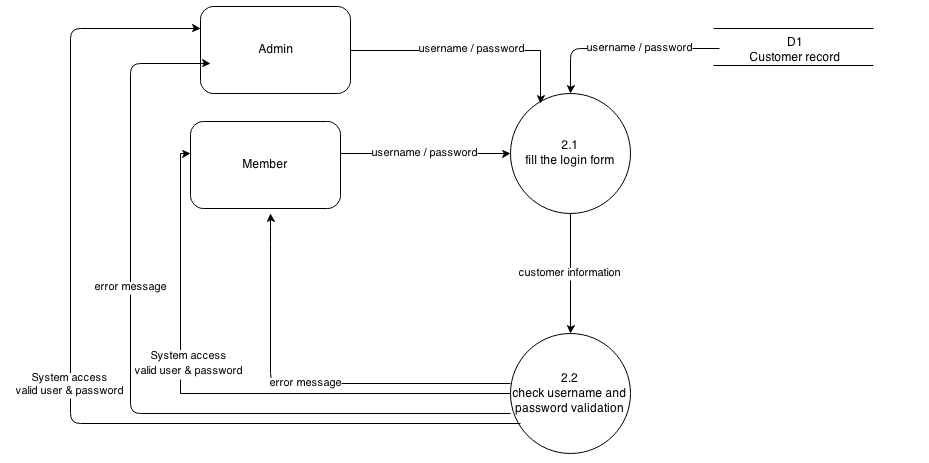 Admin
username / password
username / password
D1
Customer record
Member
username / password
2.1
fill the login form
customer information
error message
System access
valid user & password
System access
valid user & password
error message
2.2
check username and
password validation